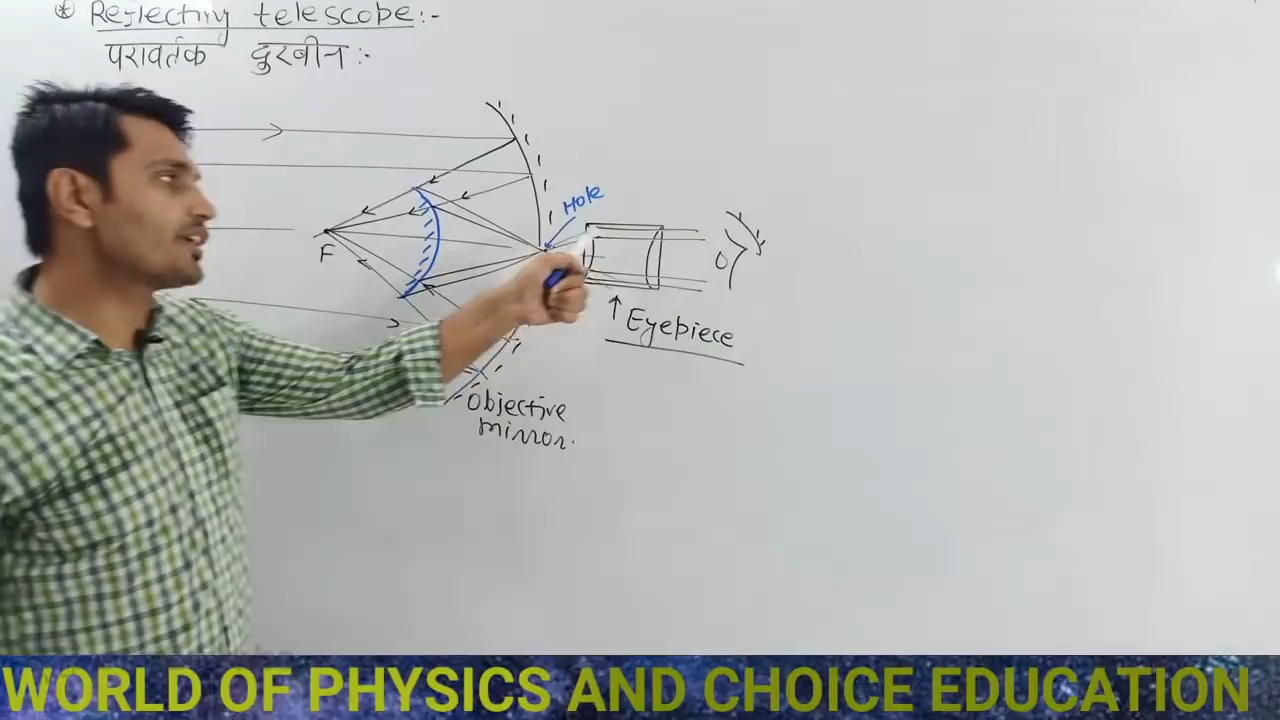 * Reflecting telescope:-
परावर्तक दुरबीन:-
Hole
F
Eyepiece
Objective
mirror.
WORLD OF PHYSICS AND CHOICE EDUCATION